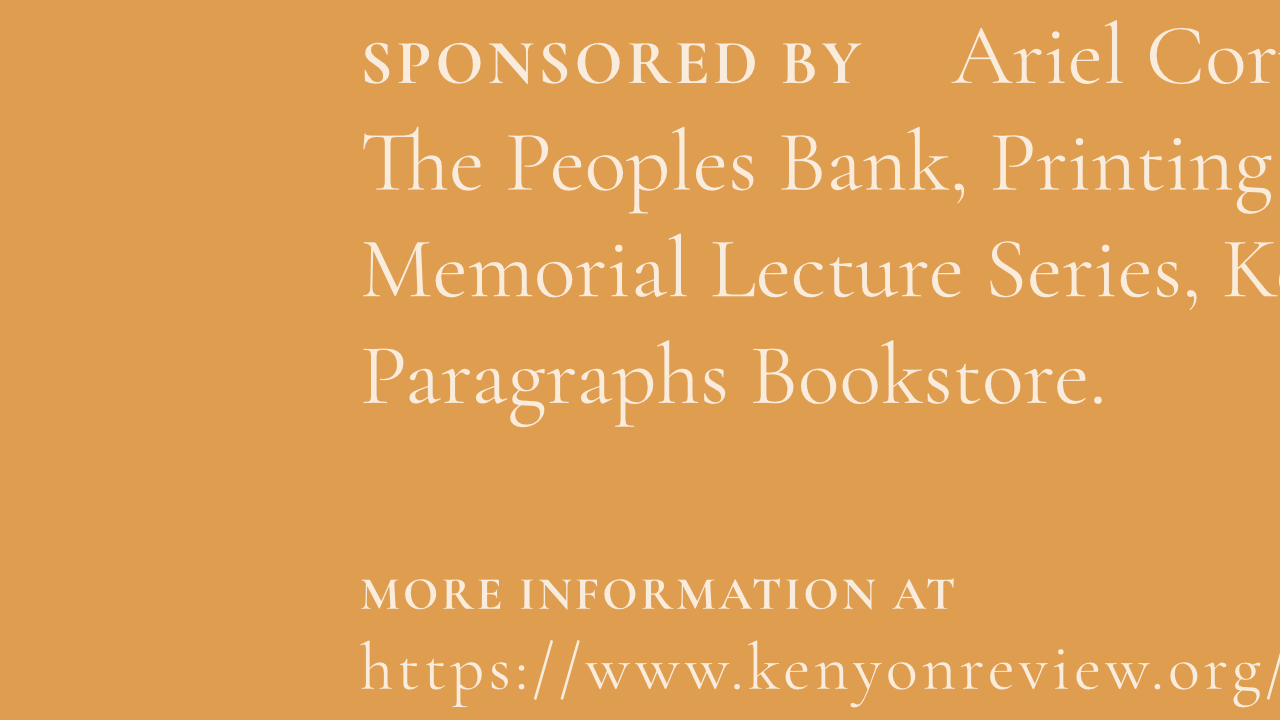 SPONSORED BY Ariel Cor
The Peoples Bank, Printing
Memorial Lecture Series, K
Paragraphs Bookstore.
MORE INFORMATION AT
https://www.kenyonreview.org/